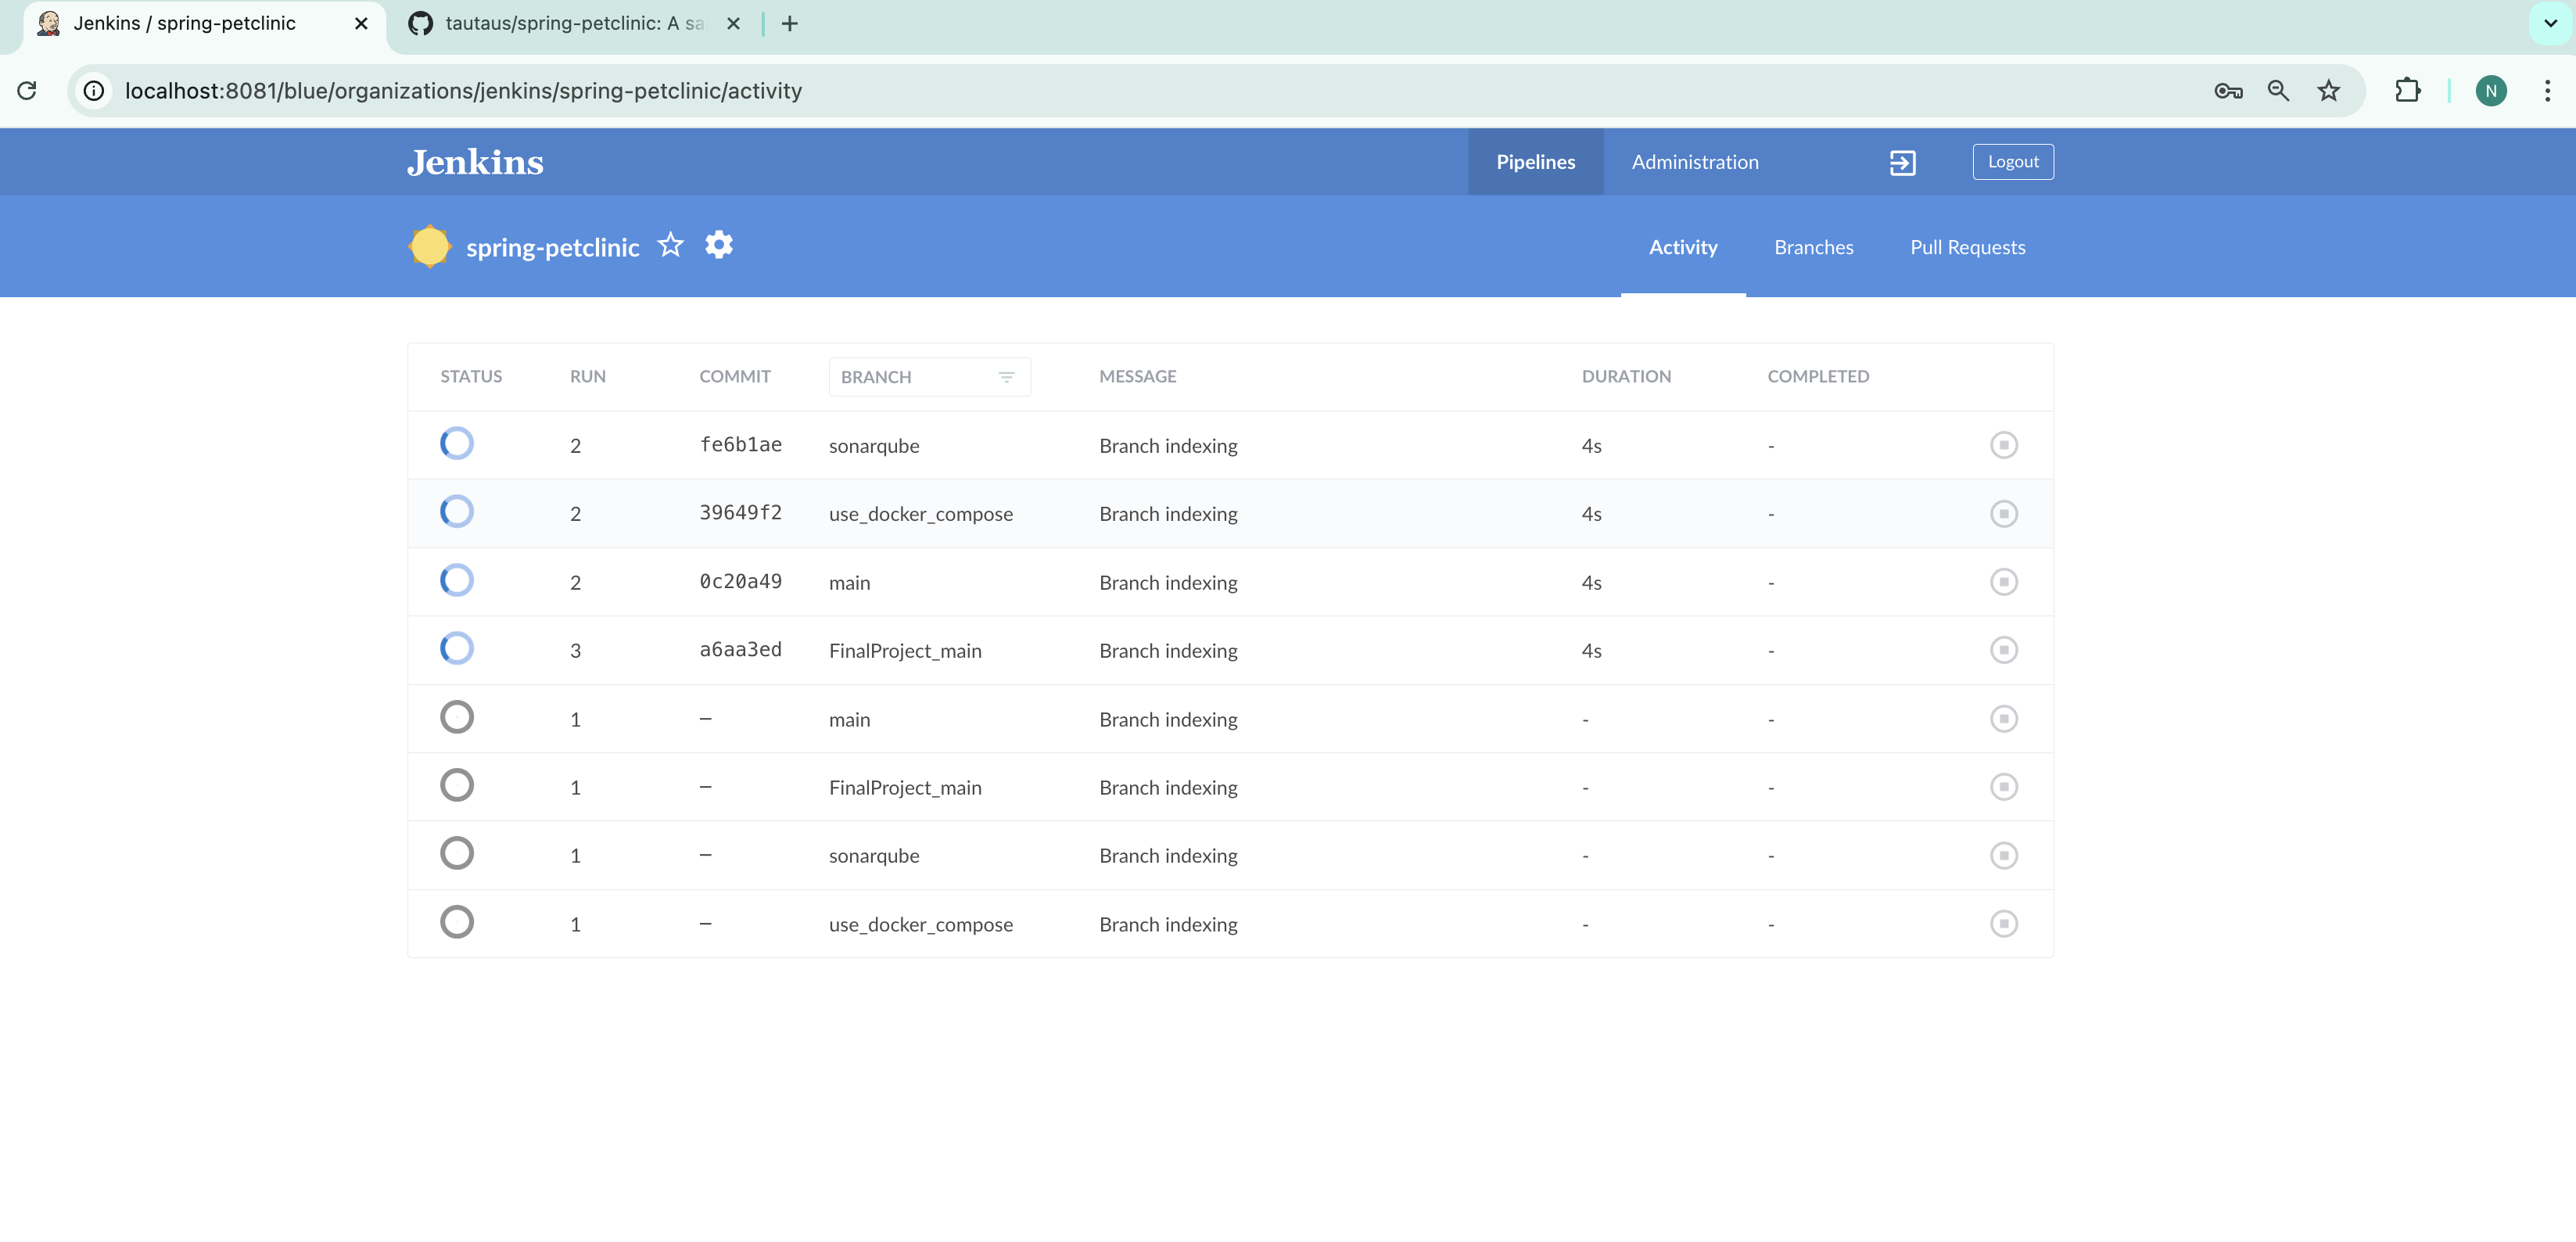 Jenkins / spring-petclinic
tautaus/spring-petclinic: A sa
localhost:8081/blue/organizations/jenkins/spring-petclinic/activity
N
Jenkins
Pipelines
Administration
Logout
spring-petclinic
Activity
Branches
Pull Requests
STATUS RUN COMMIT BRANCH MESSAGE DURATION COMPLETED
2 fe6b1ae sonarqube Branch indexing 4s -
2 39649f2 use_docker_compose Branch indexing 4s -
2 0c20a49 main Branch indexing 4s -
3 a6aa3ed FinalProject_main Branch indexing 4s -
1 – main Branch indexing - -
1 – FinalProject_main Branch indexing - -
1 – sonarqube Branch indexing - -
1 – use_docker_compose Branch indexing - -